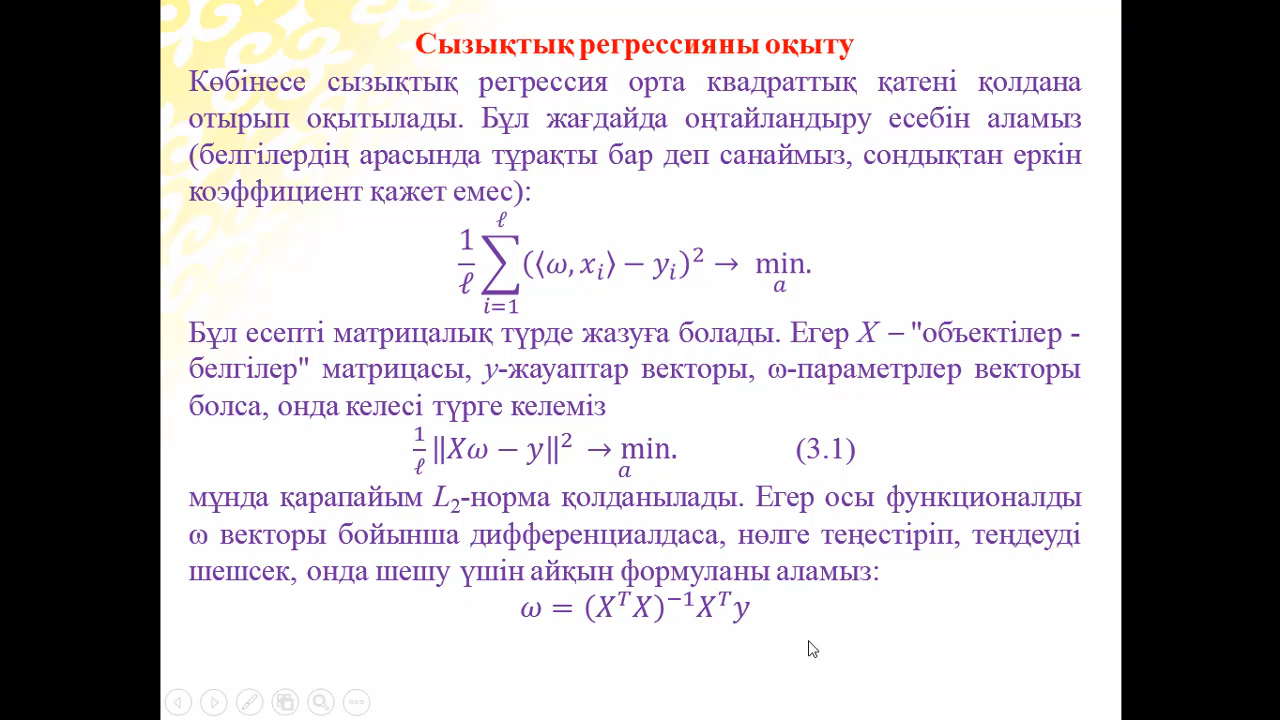 Сызықтық регрессияны оқыту
Көбінесе сызықтық регрессия орта квадраттық қатені қолдана
отырып оқытылады. Бұл жағдайда оңтайландыру есебін аламыз
(белгілердің арасында тұрақты бар деп санаймыз, сондықтан еркін
коэффициент қажет емес):
1/ℓ ∑_{i=1}^{ℓ} (⟨ω, x_i⟩ − y_i)² → min_a.
Бұл есепті матрицалық түрде жазуға болады. Егер X – "объектілер -
белгілер" матрицасы, y-жауаптар векторы, ω-параметрлер векторы
болса, онда келесі түрге келеміз
1/ℓ ‖Xω − y‖² → min_a. (3.1)
мұнда қарапайым L₂-норма қолданылады. Егер осы функционалды
ω векторы бойынша дифференциалдаса, нөлге теңестіріп, теңдеуді
шешсек, онда шешу үшін айқын формуланы аламыз:
ω = (XᵀX)⁻¹Xᵀy